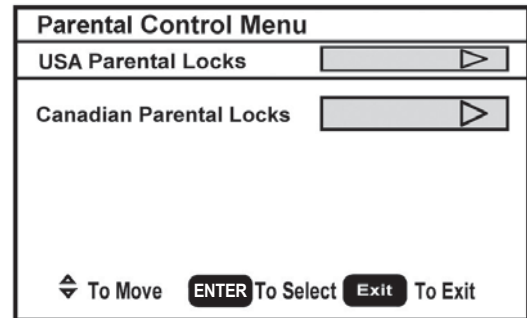 Parental Control Menu
USA Parental Locks
Canadian Parental Locks
To Move ENTER To Select Exit To Exit